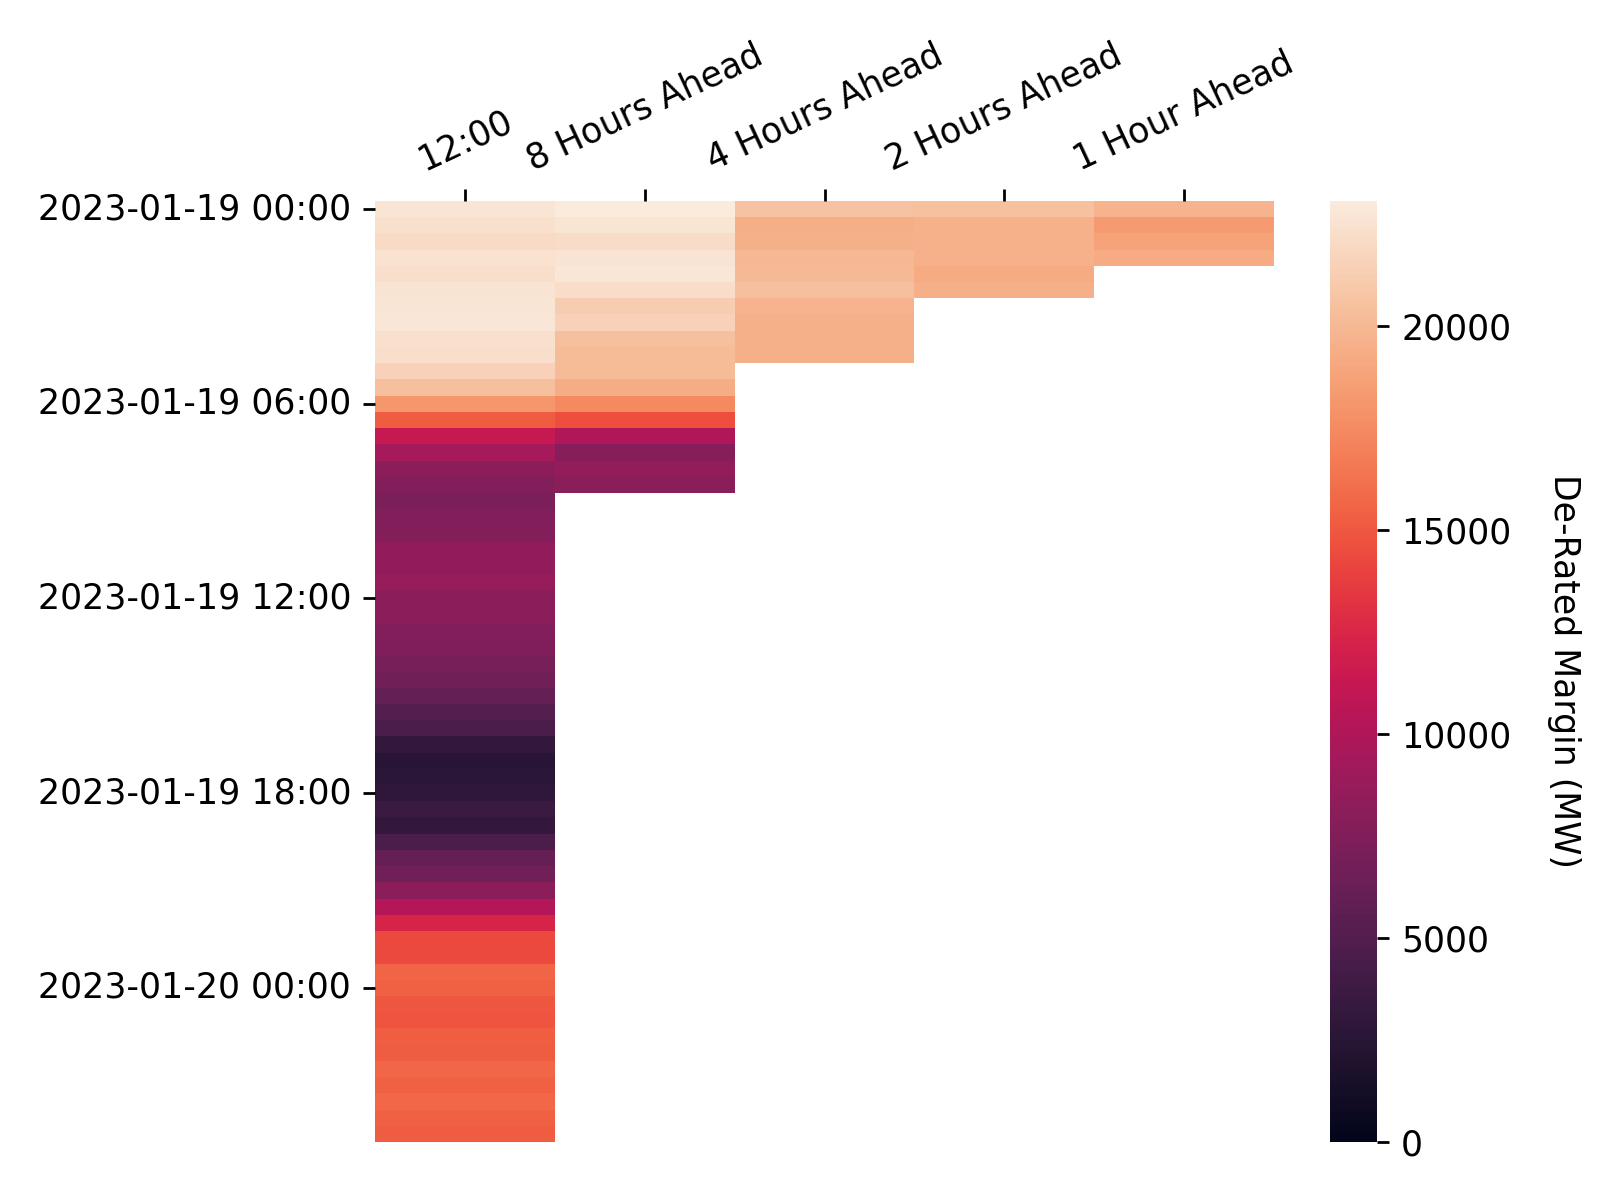 12:00
8 Hours Ahead
4 Hours Ahead
2 Hours Ahead
1 Hour Ahead
2023-01-19 00:00
2023-01-19 06:00
2023-01-19 12:00
2023-01-19 18:00
2023-01-20 00:00
20000
15000
10000
5000
0
De-Rated Margin (MW)